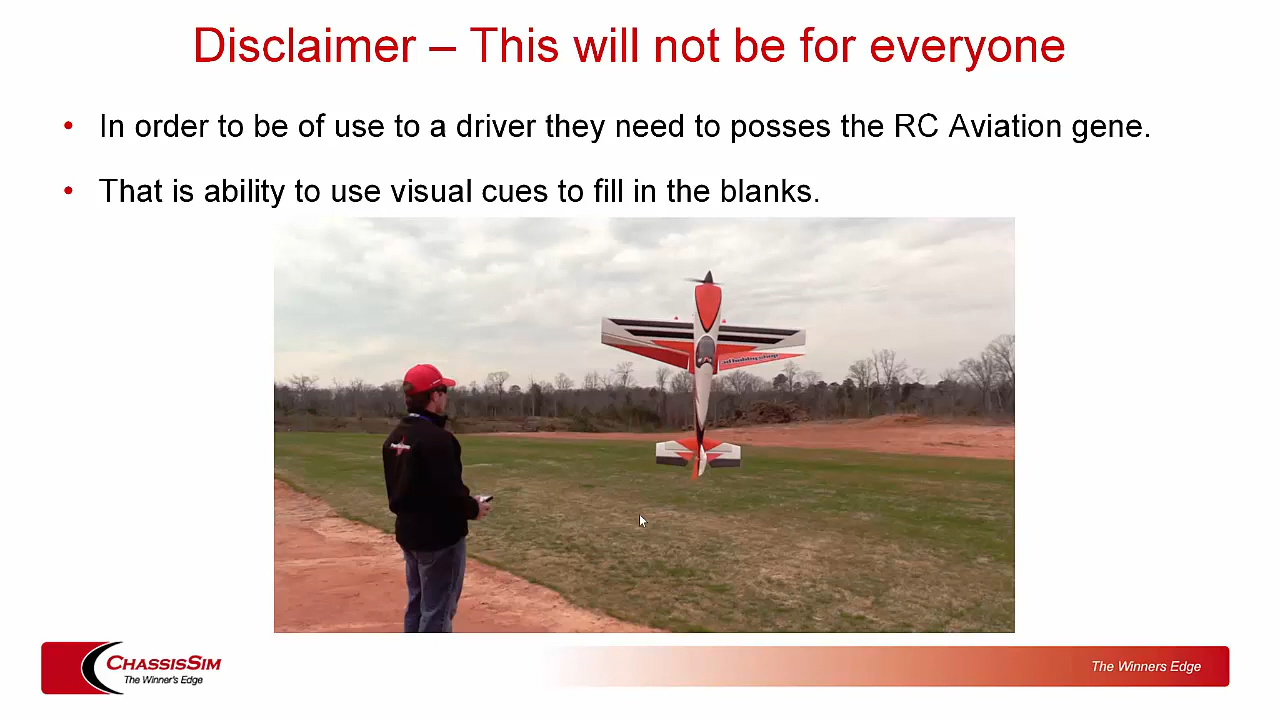 Disclaimer – This will not be for everyone
• In order to be of use to a driver they need to posses the RC Aviation gene.
• That is ability to use visual cues to fill in the blanks.
CHASSISSIM
The Winner's Edge
The Winners Edge